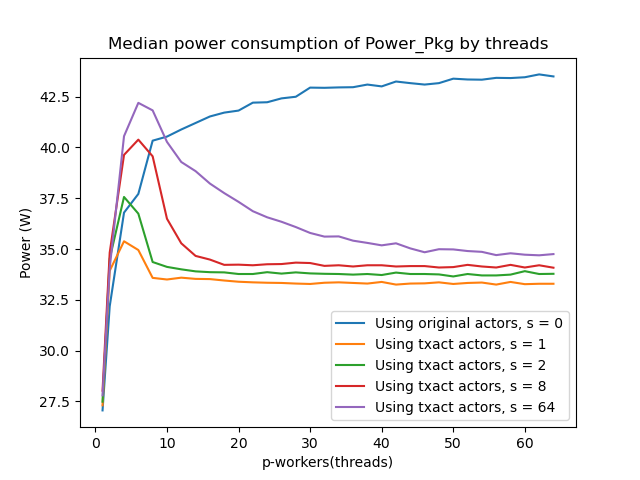 Median power consumption of Power_Pkg by threads
Power (W)
42.5
40.0
37.5
35.0
32.5
30.0
27.5
Using original actors, s = 0
Using txact actors, s = 1
Using txact actors, s = 2
Using txact actors, s = 8
Using txact actors, s = 64
0 10 20 30 40 50 60
p-workers(threads)